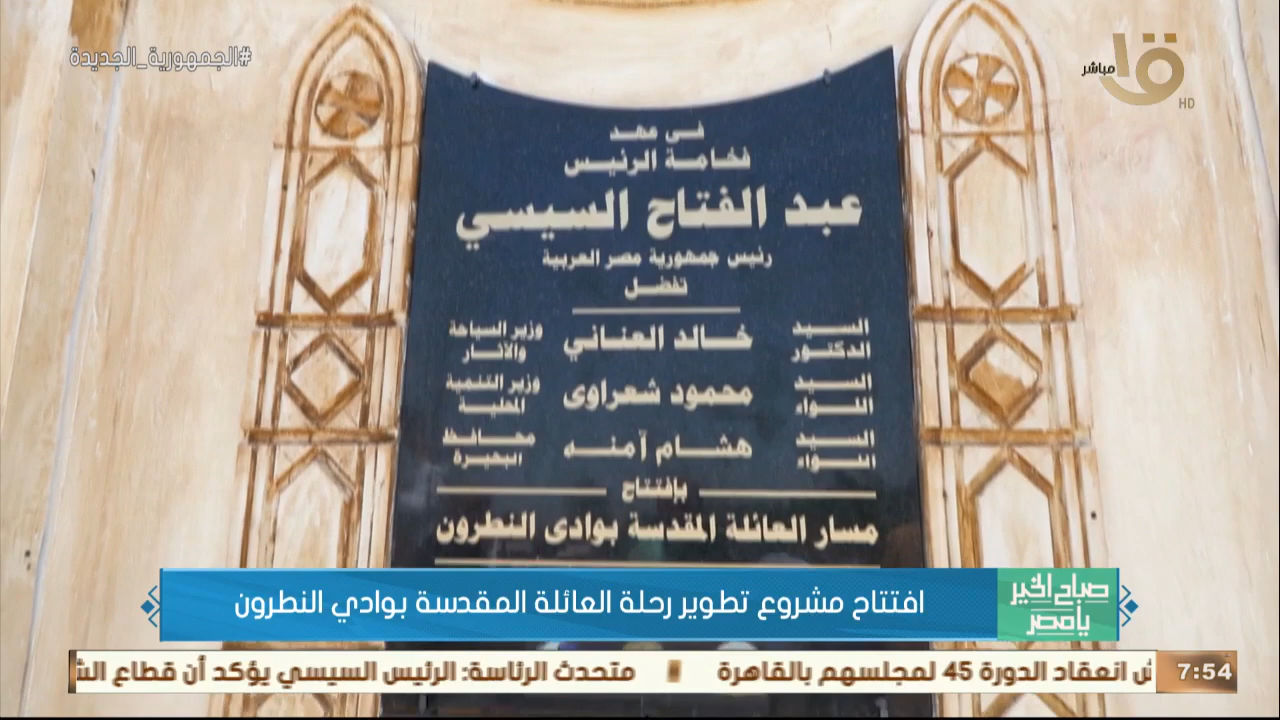 #الجمهورية_الجديدة
مباشر
HD
فى عهد
فخامة الرئيس
عبد الفتاح السيسي
رئيس جمهورية مصر العربية
تفضل
السيد الدكتور خالد العناني وزير السياحة والآثار
السيد اللواء محمود شعراوى وزير التنمية المحلية
السيد اللواء هشام آمنه محافظ البحيرة
بإفتتاح
مسار العائلة المقدسة بوادى النطرون
صباح الخير يا مصر
افتتاح مشروع تطوير رحلة العائلة المقدسة بوادي النطرون
7:54
انعقاد الدورة 45 لمجلسهم بالقاهرة
متحدث الرئاسة: الرئيس السيسي يؤكد أن قطاع